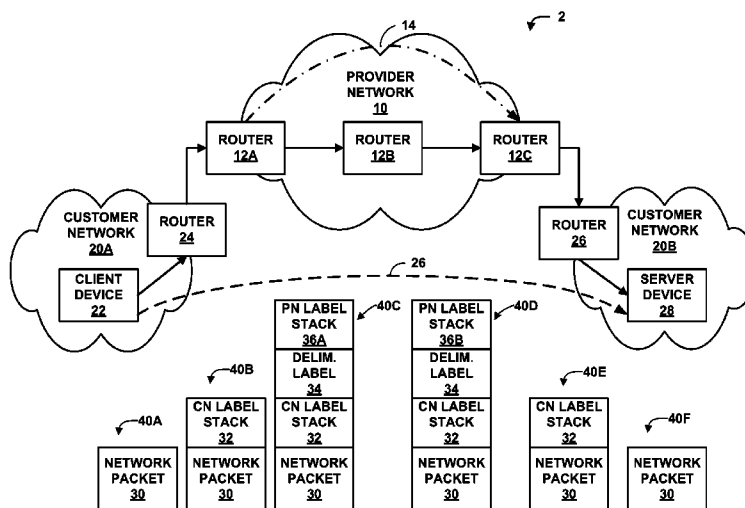 14
2
PROVIDER
NETWORK
10
ROUTER
12A
ROUTER
12B
ROUTER
12C
CUSTOMER
NETWORK
20A
ROUTER
24
ROUTER
26
CUSTOMER
NETWORK
20B
CLIENT
DEVICE
22
26
SERVER
DEVICE
28
40A
NETWORK
PACKET
30
40B
CN LABEL
STACK
32
NETWORK
PACKET
30
40C
PN LABEL
STACK
36A
DELIM.
LABEL
34
CN LABEL
STACK
32
NETWORK
PACKET
30
40D
PN LABEL
STACK
36B
DELIM.
LABEL
34
CN LABEL
STACK
32
NETWORK
PACKET
30
40E
CN LABEL
STACK
32
NETWORK
PACKET
30
40F
NETWORK
PACKET
30